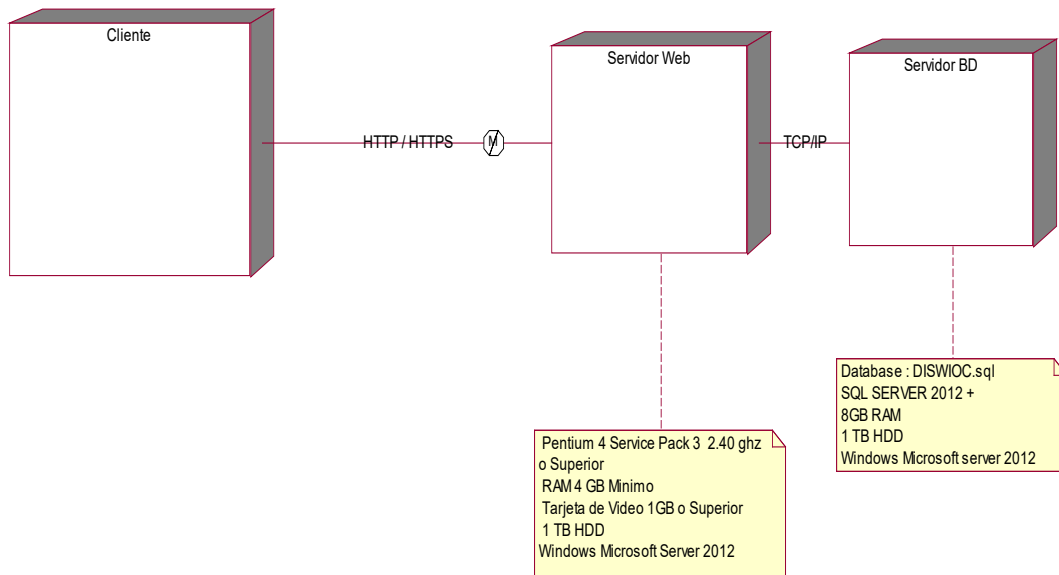 Cliente
Servidor Web
Servidor BD
HTTP / HTTPS
M
TCP/IP
Database : DISWIOC.sql
SQL SERVER 2012 +
8GB RAM
1 TB HDD
Windows Microsoft server 2012
Pentium 4 Service Pack 3 2.40 ghz
o Superior
RAM 4 GB Minimo
Tarjeta de Video 1GB o Superior
1 TB HDD
Windows Microsoft Server 2012